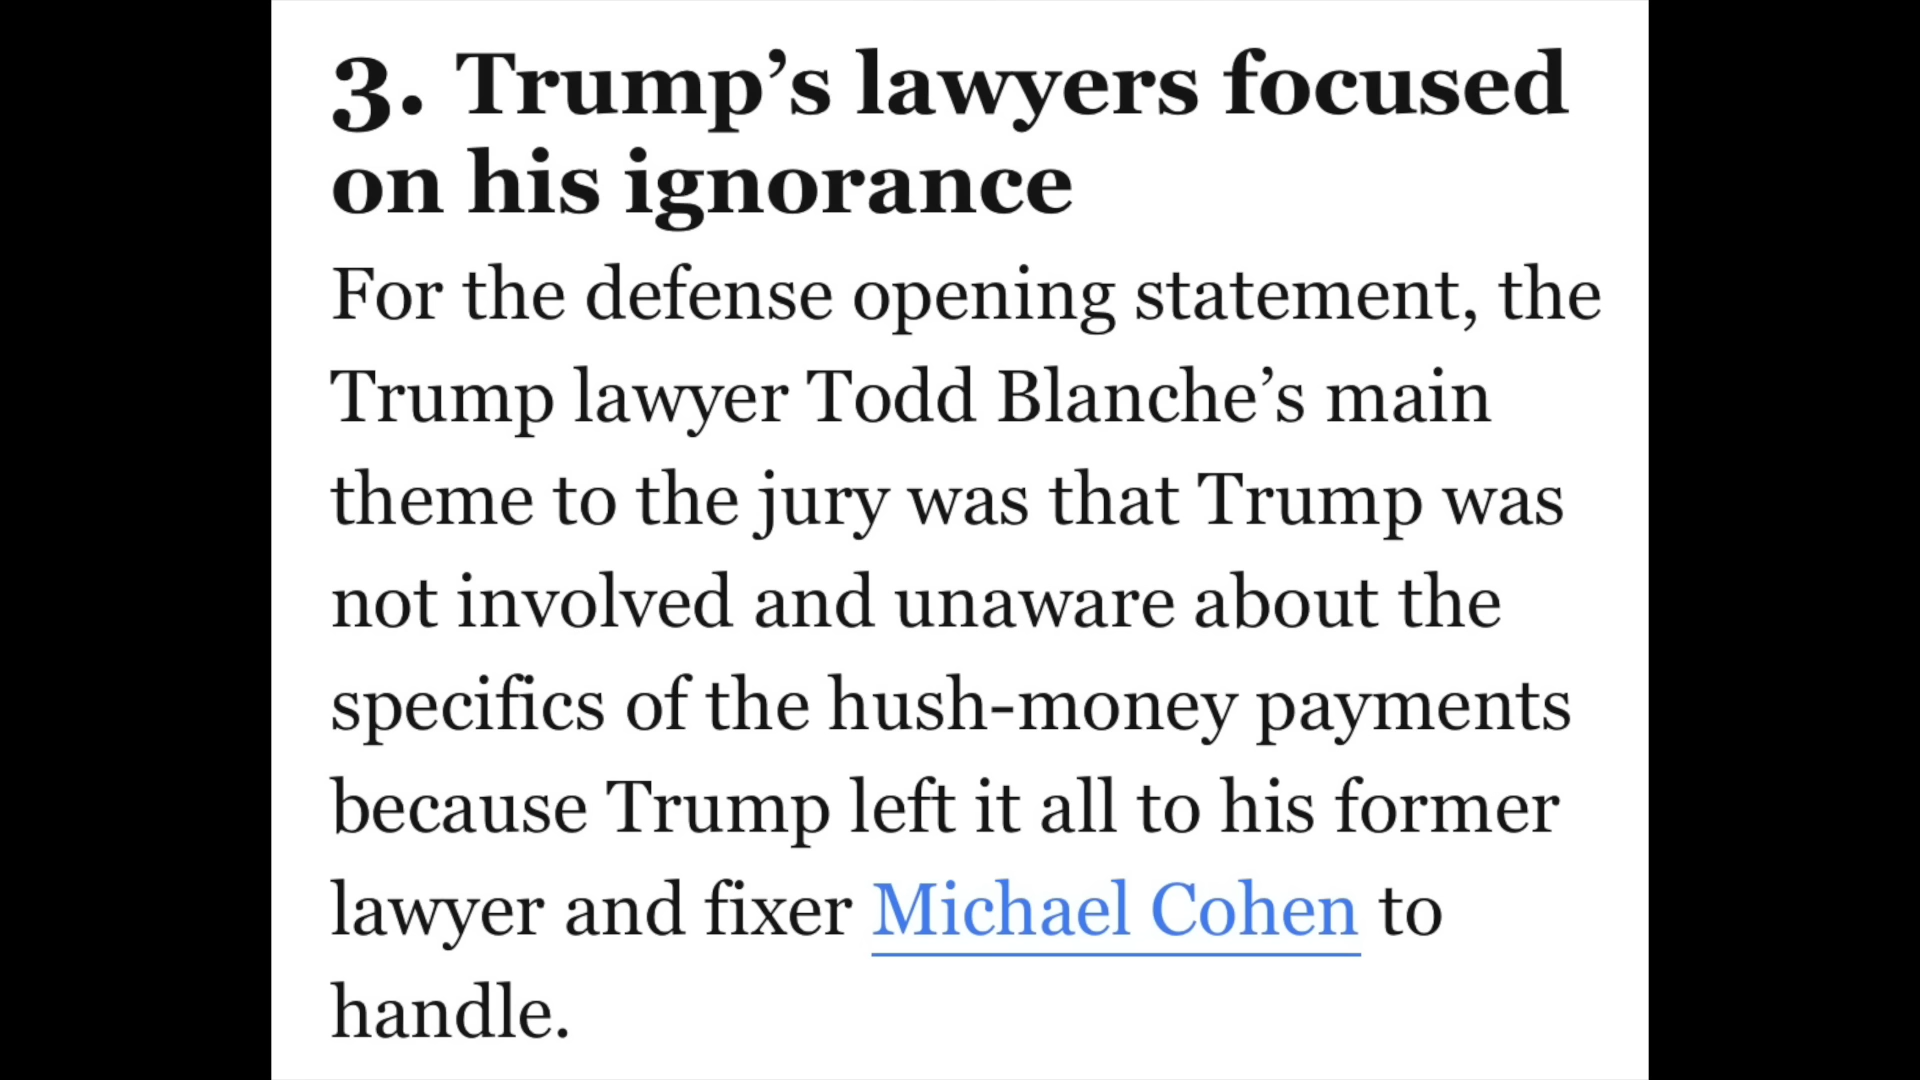 3. Trump’s lawyers focused
on his ignorance
For the defense opening statement, the
Trump lawyer Todd Blanche’s main
theme to the jury was that Trump was
not involved and unaware about the
specifics of the hush-money payments
because Trump left it all to his former
lawyer and fixer Michael Cohen to
handle.